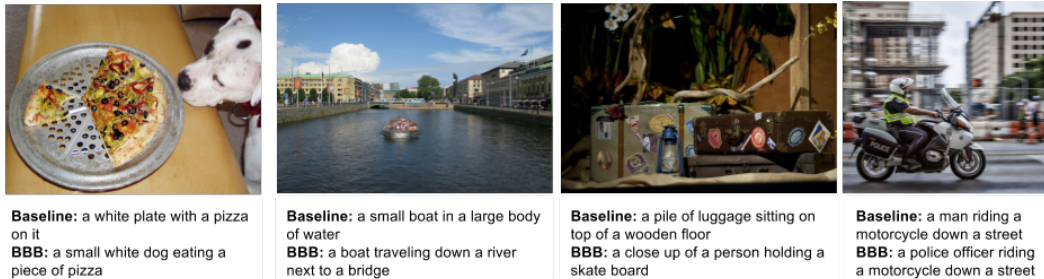 POLICE
Baseline: a white plate with a pizza
on it
BBB: a small white dog eating a
piece of pizza
Baseline: a small boat in a large body
of water
BBB: a boat traveling down a river
next to a bridge
Baseline: a pile of luggage sitting on
top of a wooden floor
BBB: a close up of a person holding a
skate board
Baseline: a man riding a
motorcycle down a street
BBB: a police officer riding
a motorcycle down a street